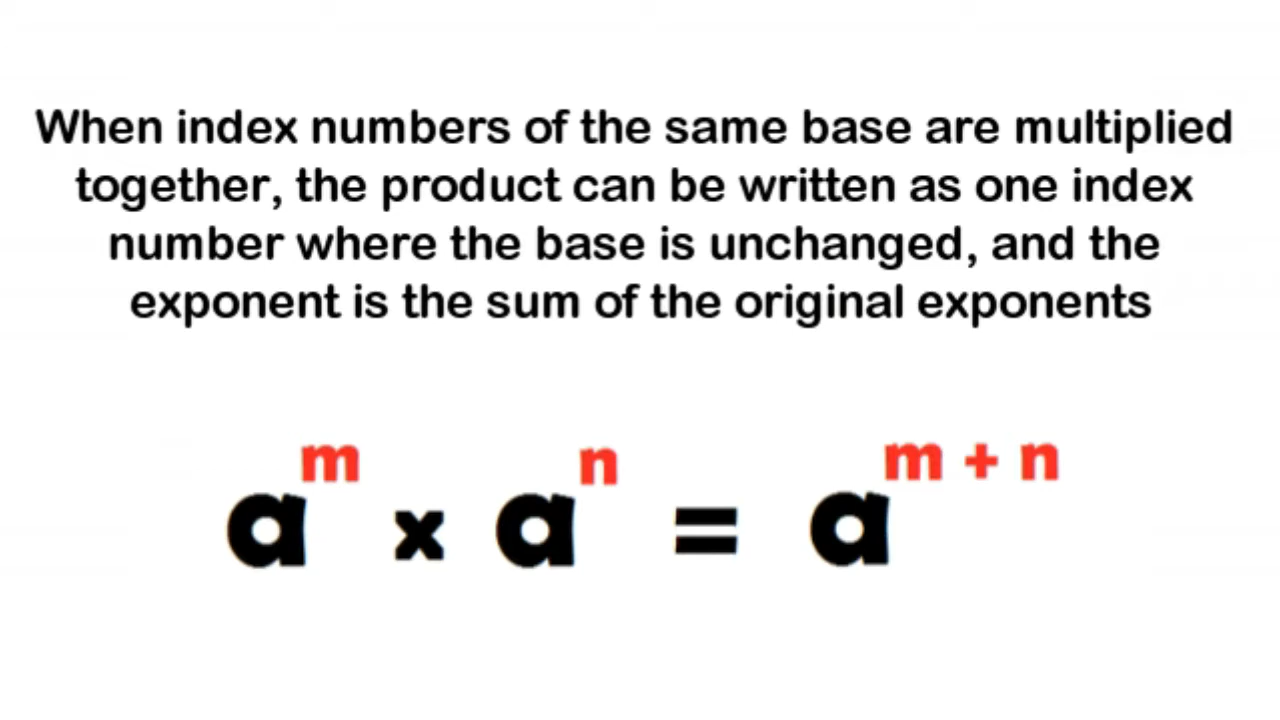 When index numbers of the same base are multiplied
together, the product can be written as one index
number where the base is unchanged, and the
exponent is the sum of the original exponents
a^m x a^n = a^{m + n}